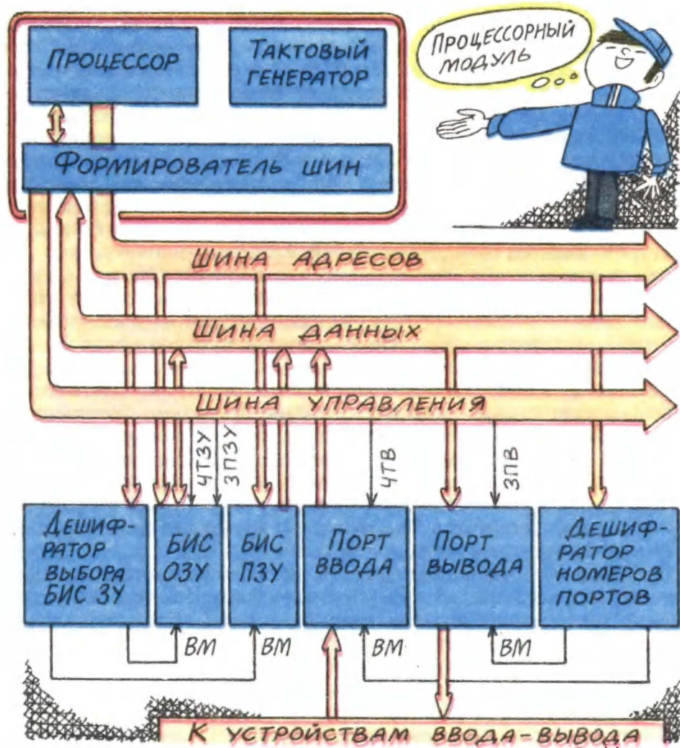 ПРОЦЕССОР
ТАКТОВЫЙ
ГЕНЕРАТОР
ПРОЦЕССОРНЫЙ
МОДУЛЬ
ФОРМИРОВАТЕЛЬ ШИН
ШИНА АДРЕСОВ
ШИНА ДАННЫХ
ШИНА УПРАВЛЕНИЯ
ЧТЗУ
ЗПЗУ
ЧТВ
ЗПВ
ДЕШИФ-
РАТОР
ВЫБОРА
БИС ЗУ
БИС
ОЗУ
БИС
ПЗУ
ПОРТ
ВВОДА
ПОРТ
ВЫВОДА
ДЕШИФ-
РАТОР
НОМЕРОВ
ПОРТОВ
ВМ
ВМ
ВМ
ВМ
К УСТРОЙСТВАМ ВВОДА-ВЫВОДА